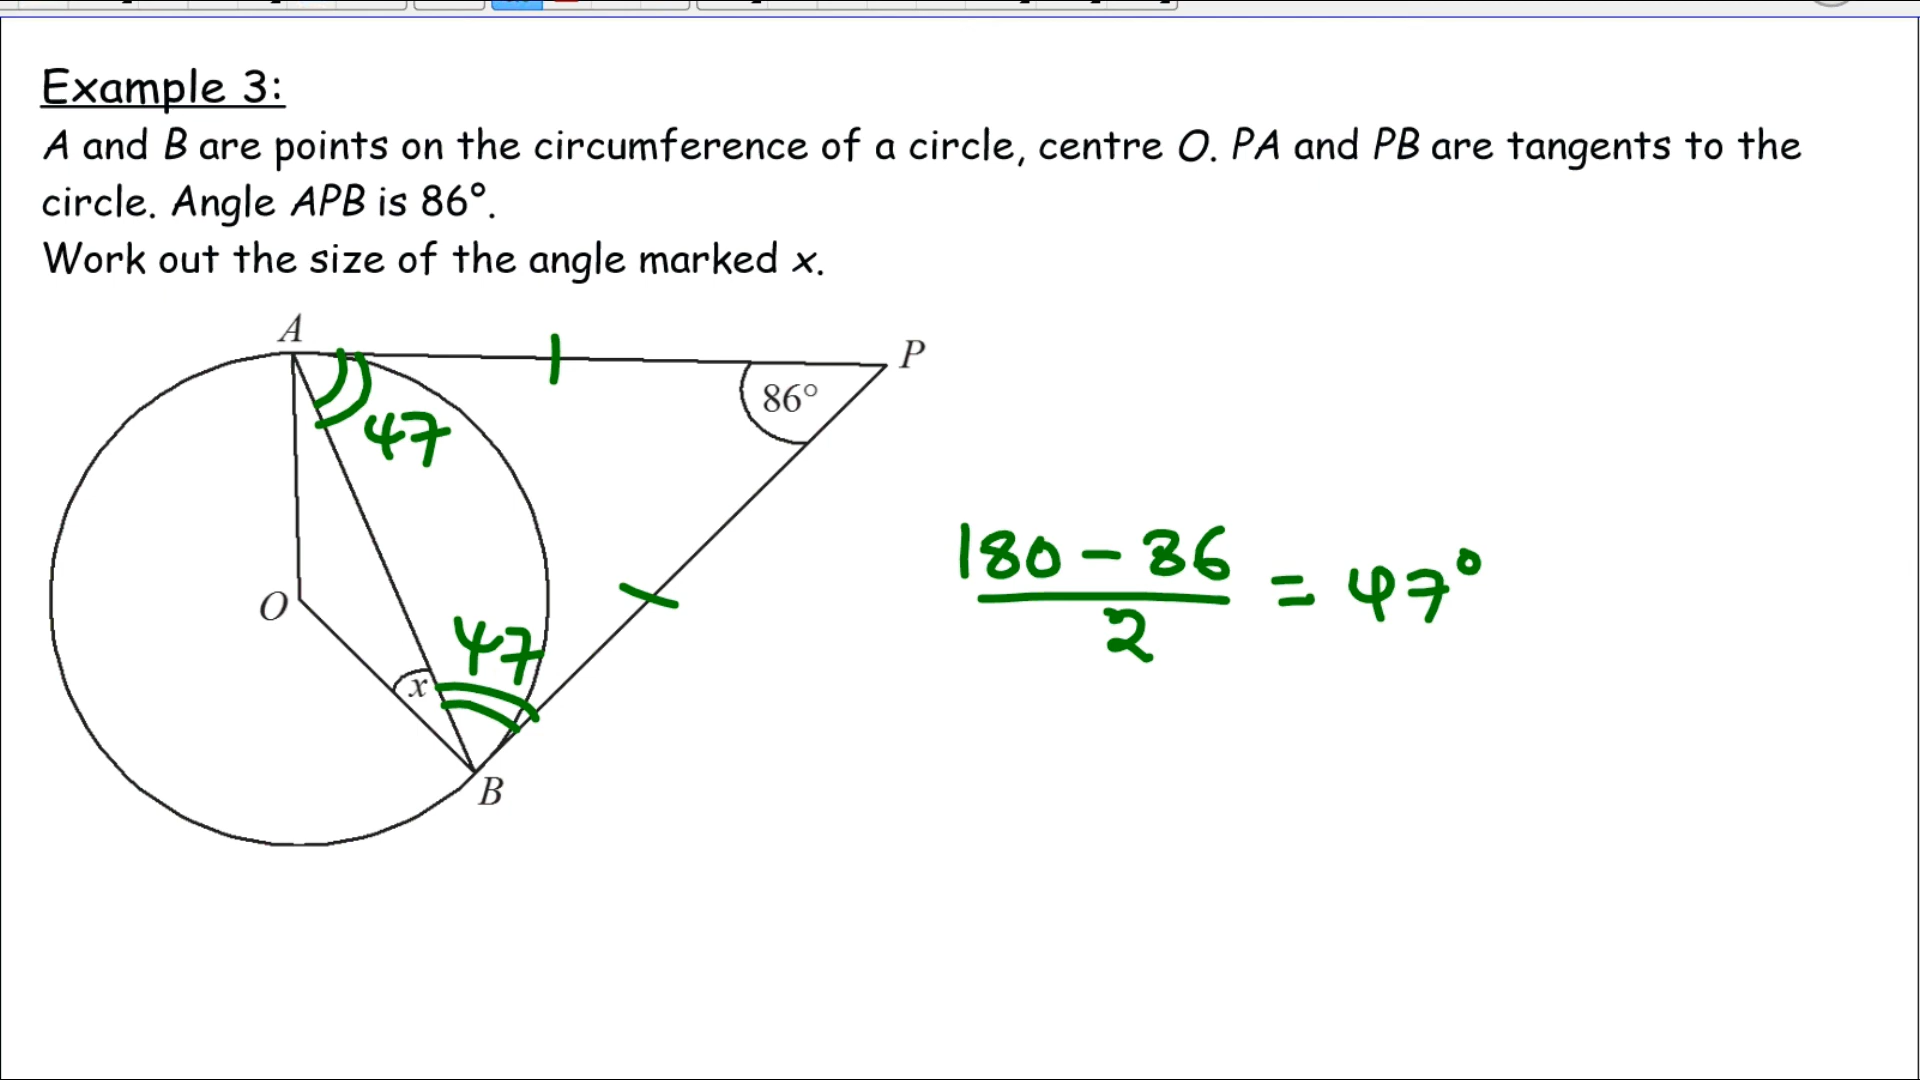 Example 3:
A and B are points on the circumference of a circle, centre O. PA and PB are tangents to the
circle. Angle APB is 86°.
Work out the size of the angle marked x.
A
P
86°
47
180 - 86
= 47°
2
O
47
x
B